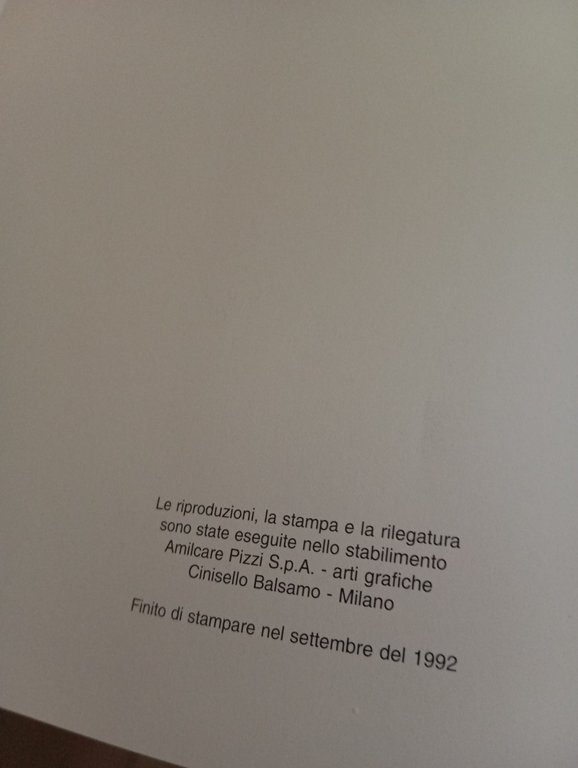 Le riproduzioni, la stampa e la rilegatura
sono state eseguite nello stabilimento
Amilcare Pizzi S.p.A. - arti grafiche
Cinisello Balsamo - Milano
Finito di stampare nel settembre del 1992